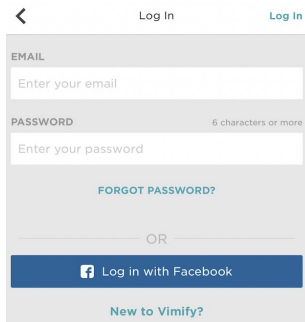 Log In Log In
EMAIL
Enter your email
PASSWORD 6 characters or more
Enter your password
FORGOT PASSWORD?
OR
Log in with Facebook
New to Vimify?